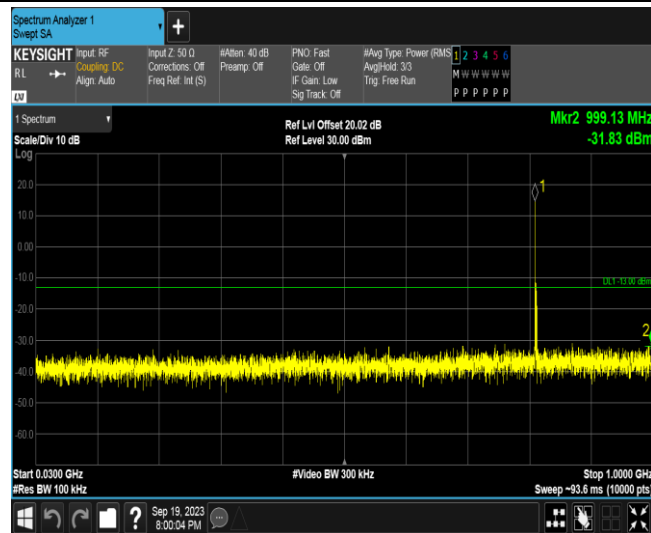 Spectrum Analyzer 1
Swept SA
+
KEYSIGHT
RL
LXI
Input: RF
Coupling: DC
Align: Auto
Input Z: 50 Ω
Corrections: Off
Freq Ref: Int (S)
#Atten: 40 dB
Preamp: Off
PNO: Fast
Gate: Off
IF Gain: Low
Sig Track: Off
#Avg Type: Power (RMS
Avg|Hold: 3/3
Trig: Free Run
1 2 3 4 5 6
M W W W W W
P P P P P P
1 Spectrum
Scale/Div 10 dB
Ref Lvl Offset 20.02 dB
Ref Level 30.00 dBm
Mkr2 999.13 MHz
-31.83 dBm
Log
20.0
10.0
0.00
-10.0
-20.0
-30.0
-40.0
-50.0
-60.0
1
DL1 -13.00 dBm
2
Start 0.0300 GHz
#Res BW 100 kHz
#Video BW 300 kHz
Stop 1.0000 GHz
Sweep ~93.6 ms (10000 pts)
?
Sep 19, 2023
8:00:04 PM